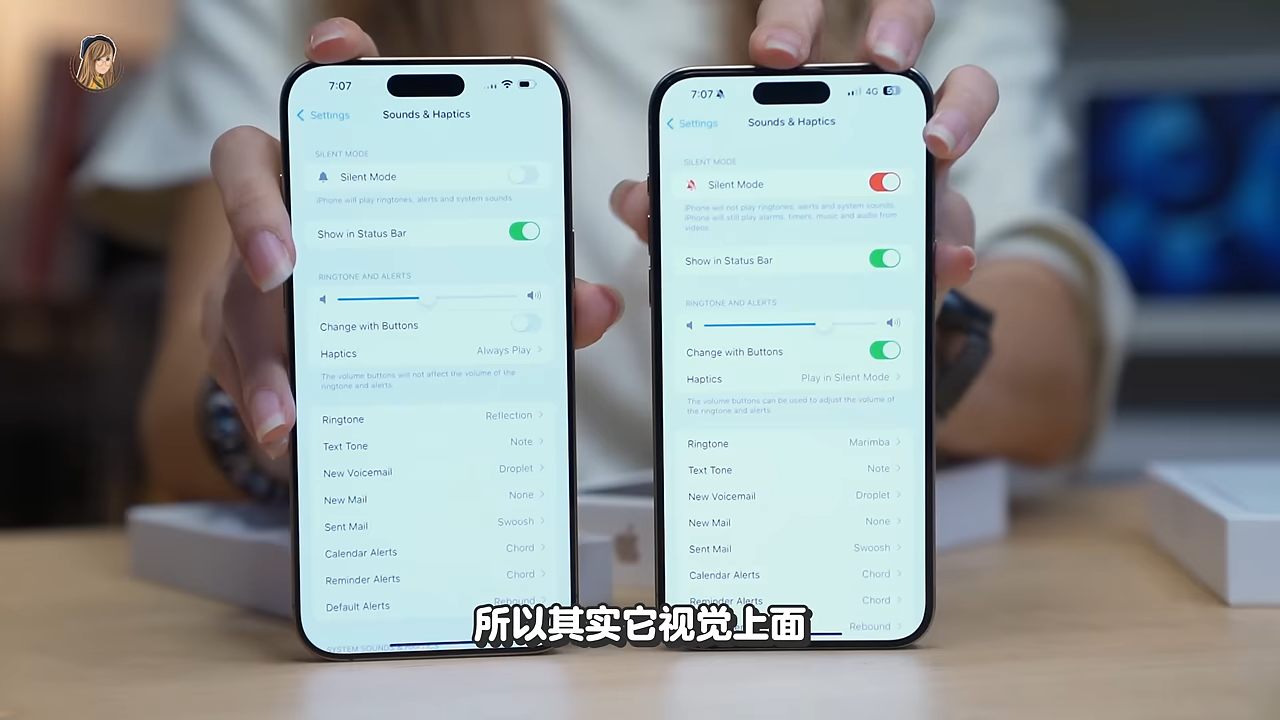 7:07
Settings
Sounds & Haptics
SILENT MODE
Silent Mode
iPhone will play ringtones, alerts and system sounds.
Show in Status Bar
RINGTONE AND ALERTS
Change with Buttons
Haptics Always Play
The volume buttons will not affect the volume of the
ringtone and alerts.
Ringtone Reflection
Text Tone Note
New Voicemail Droplet
New Mail None
Sent Mail Swoosh
Calendar Alerts Chord
Reminder Alerts Chord
Default Alerts Rebound
SYSTEM SOUNDS & HAPTICS
7:07 4G
Settings
Sounds & Haptics
SILENT MODE
Silent Mode
iPhone will not play ringtones, alerts and system sounds.
iPhone will still play alarms, timers, music and audio from
videos.
Show in Status Bar
RINGTONE AND ALERTS
Change with Buttons
Haptics Play in Silent Mode
The volume buttons can be used to adjust the volume of
the ringtone and alerts.
Ringtone Marimba
Text Tone Note
New Voicemail Droplet
New Mail None
Sent Mail Swoosh
Calendar Alerts Chord
Reminder Alerts Chord
Rebound
所以其实它视觉上面